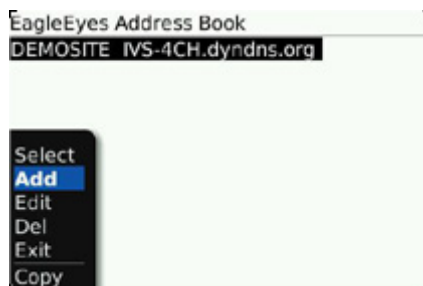 EagleEyes Address Book
DEMOSITE IVS-4CH.dyndns.org
Select
Add
Edit
Del
Exit
Copy